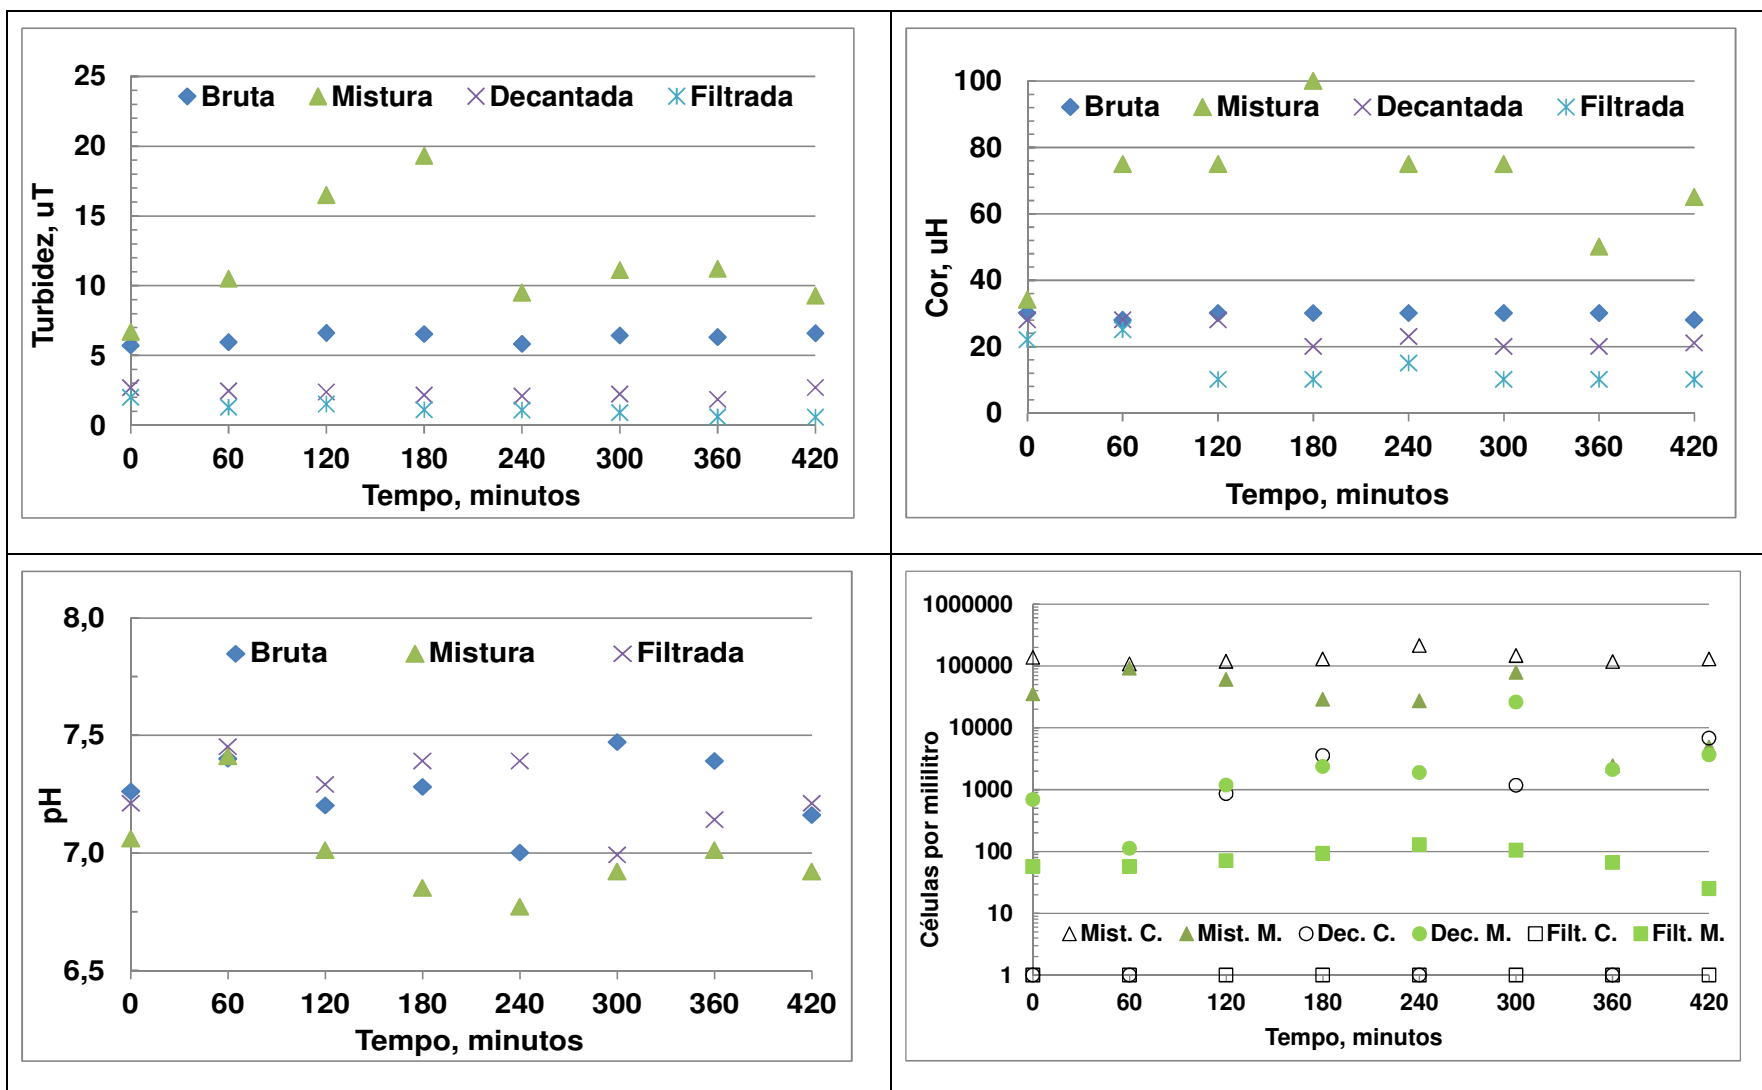 25
20
15
10
5
0
Turbidez, uT
Bruta Mistura Decantada Filtrada
0 60 120 180 240 300 360 420
Tempo, minutos
100
80
60
40
20
0
Cor, uH
Bruta Mistura Decantada Filtrada
0 60 120 180 240 300 360 420
Tempo, minutos
8,0
7,5
7,0
6,5
pH
Bruta Mistura Filtrada
0 60 120 180 240 300 360 420
Tempo, minutos
1000000
100000
10000
1000
100
10
1
Células por mililitro
Mist. C. Mist. M. Dec. C. Dec. M. Filt. C. Filt. M.
0 60 120 180 240 300 360 420
Tempo, minutos